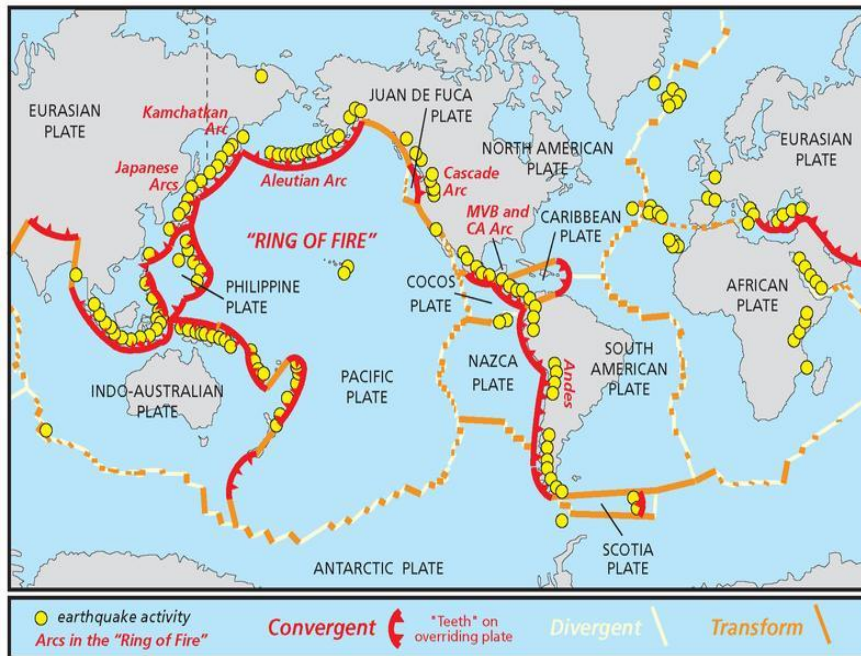 JUAN DE FUCA
PLATE
EURASIAN
PLATE
Kamchatkan
Arc
NORTH AMERICAN
PLATE
EURASIAN
PLATE
Japanese
Arcs
Aleutian Arc
Cascade
Arc
MVB and
CA Arc
CARIBBEAN
PLATE
"RING OF FIRE"
PHILIPPINE
PLATE
COCOS
PLATE
AFRICAN
PLATE
INDO-AUSTRALIAN
PLATE
PACIFIC
PLATE
NAZCA
PLATE
Andes
SOUTH
AMERICAN
PLATE
SCOTIA
PLATE
ANTARCTIC PLATE
earthquake activity
Arcs in the "Ring of Fire"
Convergent
"Teeth" on
overriding plate
Divergent
Transform